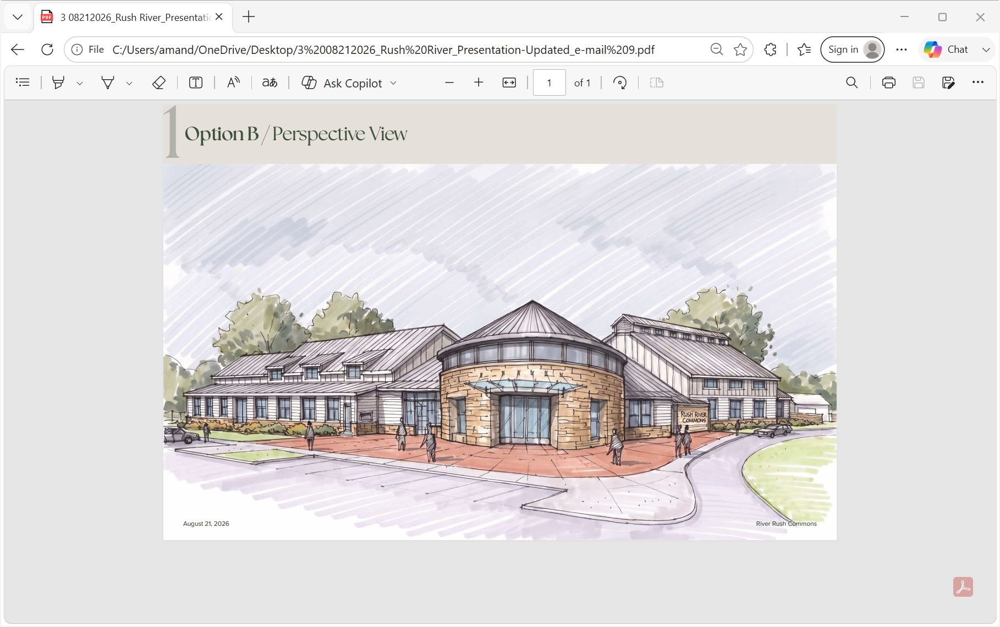 3 08212026_Rush River_Presentatic
File C:/Users/amand/OneDrive/Desktop/3%2008212026_Rush%20River_Presentation-Updated_e-mail%209.pdf
Sign in
Chat
Ask Copilot
1
of 1
1
Option B / Perspective View
RUSH RIVER
COMMONS
August 21, 2026
River Rush Commons